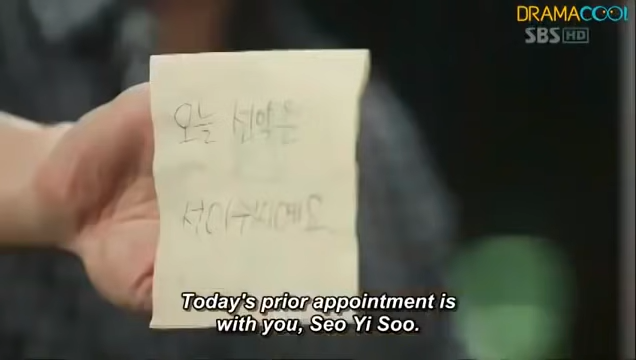 DRAMACOOL
SBS HD
오늘 선약은
서이수씨예요
Today's prior appointment is
with you, Seo Yi Soo.